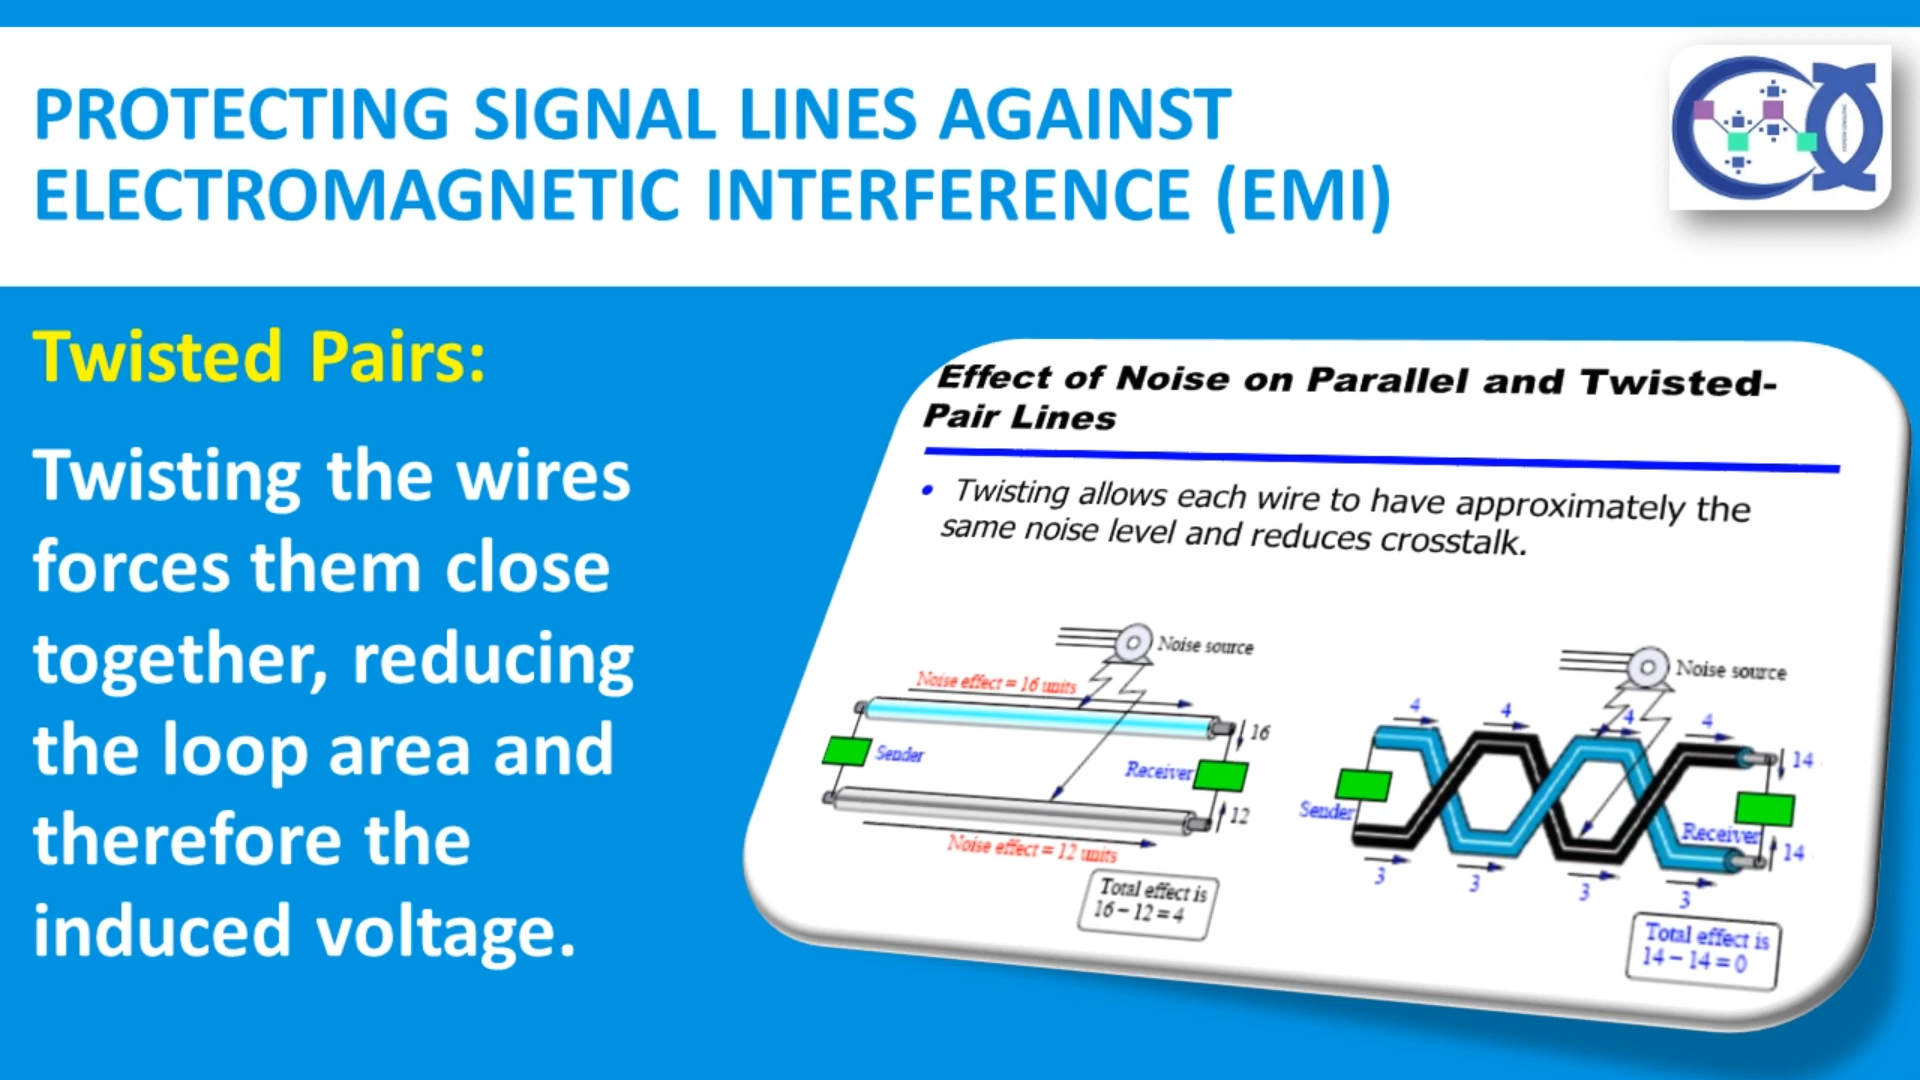 PROTECTING SIGNAL LINES AGAINST
ELECTROMAGNETIC INTERFERENCE (EMI)
Twisted Pairs:
Twisting the wires
forces them close
together, reducing
the loop area and
therefore the
induced voltage.
Effect of Noise on Parallel and Twisted-
Pair Lines
• Twisting allows each wire to have approximately the
same noise level and reduces crosstalk.
Noise source
Noise effect = 16 units
16
Sender
Receiver
12
Noise effect = 12 units
Total effect is
16 – 12 = 4
Noise source
4
4
4
4
14
Sender
Receiver
14
3
3
3
3
Total effect is
14 – 14 = 0